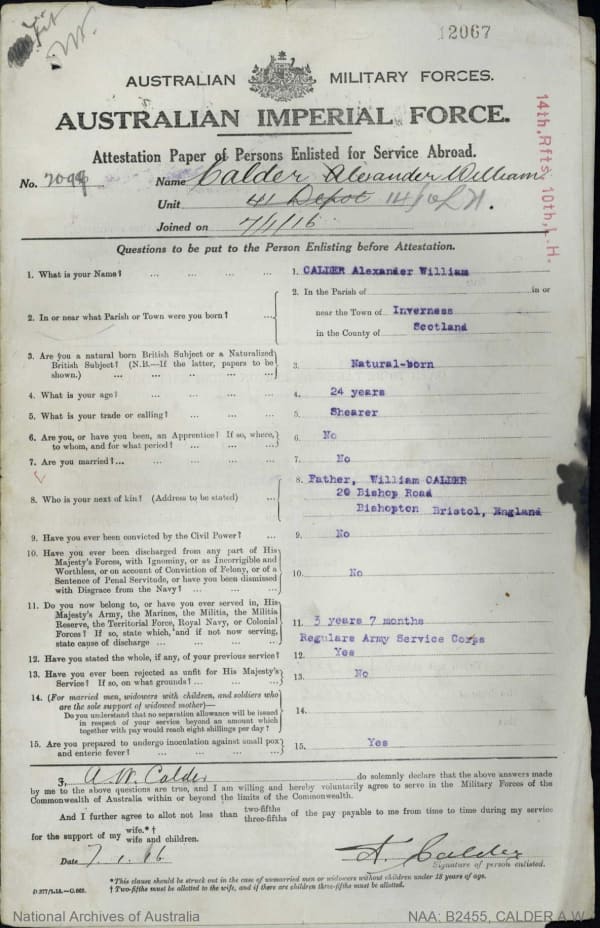 Fit
W.
12067
AUSTRALIAN MILITARY FORCES.
AUSTRALIAN IMPERIAL FORCE.
Attestation Paper of Persons Enlisted for Service Abroad.
No. Name Calder Alexander William
Unit 41 Depot 14/10 LH.
Joined on 7/1/16
14th, Rfts, 10th, L.H.,
Questions to be put to the Person Enlisting before Attestation.
1. What is your Name? ... ... ... ... 1. CALDER Alexander William
2. In or near what Parish or Town were you born? ... 2. In the Parish of in or
near the Town of Inverness
in the County of Scotland
3. Are you a natural born British Subject or a Naturalized
British Subject? (N.B.—If the latter, papers to be
shown.) ... ... ... ... 3. Natural-born
4. What is your age? ... ... ... ... 4. 24 years
5. What is your trade or calling? ... ... ... 5. Shearer
6. Are you, or have you been, an Apprentice? If so, where,
to whom, and for what period? ... ... ... 6. No
7. Are you married?... ... ... ... ... 7. No
8. Who is your next of kin? (Address to be stated) ... 8. Father, William CALDER
20 Bishop Road
Bishopton Bristol, England
9. Have you ever been convicted by the Civil Power? ... 9. No
10. Have you ever been discharged from any part of His
Majesty's Forces, with Ignominy, or as Incorrigible and
Worthless, or on account of Conviction of Felony, or of a
Sentence of Penal Servitude, or have you been dismissed
with Disgrace from the Navy? ... ... ... 10. No
11. Do you now belong to, or have you ever served in, His
Majesty's Army, the Marines, the Militia, the Militia
Reserve, the Territorial Force, Royal Navy, or Colonial
Forces? If so, state which, and if not now serving,
state cause of discharge ... ... ... 11. 3 years 7 months
Regulars Army Service Corps
12. Have you stated the whole, if any, of your previous service? 12. Yes
13. Have you ever been rejected as unfit for His Majesty's
Service? If so, on what grounds? ... ... ... 13. No
14. (For married men, widowers with children, and soldiers who
are the sole support of widowed mother)—
Do you understand that no separation allowance will be issued
in respect of your service beyond an amount which
together with pay would reach eight shillings per day? 14.
15. Are you prepared to undergo inoculation against small pox
and enteric fever? ... ... ... ... 15. Yes
3, A.W. Calder do solemnly declare that the above answers made
by me to the above questions are true, and I am willing and hereby voluntarily agree to serve in the Military Forces of the
Commonwealth of Australia within or beyond the limits of the Commonwealth.
And I further agree to allot not less than two-fifths three-fifths of the pay payable to me from time to time during my service
for the support of my wife.*† wife and children.
Date 7.1.16 A. Calder
Signature of person enlisted.
*This clause should be struck out in the case of unmarried men or widowers without children under 18 years of age.
† Two-fifths must be allotted to the wife, and if there are children three-fifths must be allotted.
National Archives of Australia
NAA: B2455, CALDER A W